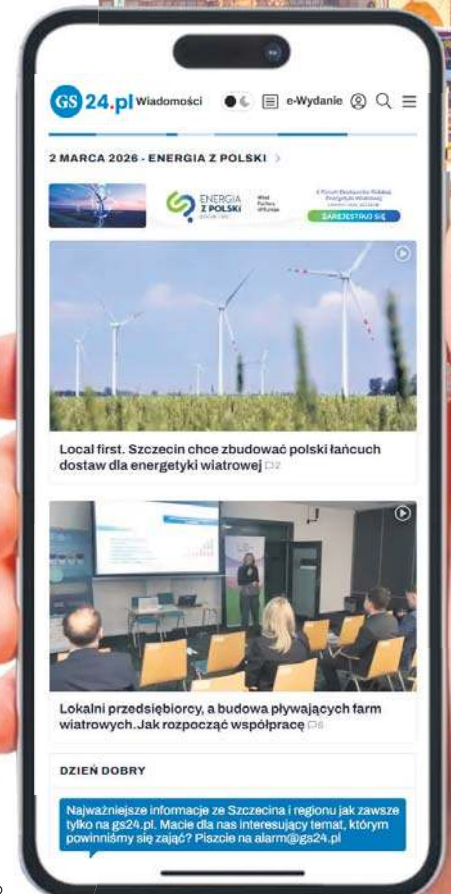 GS 24.pl Wiadomości e-Wydanie
2 MARCA 2026 - ENERGIA Z POLSKI >
ENERGIA
Z POLSKI
ZAREJESTRUJ SIĘ
Local first. Szczecin chce zbudować polski łańcuch
dostaw dla energetyki wiatrowej 2
Lokalni przedsiębiorcy, a budowa pływających farm
wiatrowych.Jak rozpocząć współpracę 6
DZIEŃ DOBRY
Najważniejsze informacje ze Szczecina i regionu jak zawsze
tylko na gs24.pl. Macie dla nas interesujący temat, którym
powinniśmy się zająć? Piszcie na alarm@gs24.pl